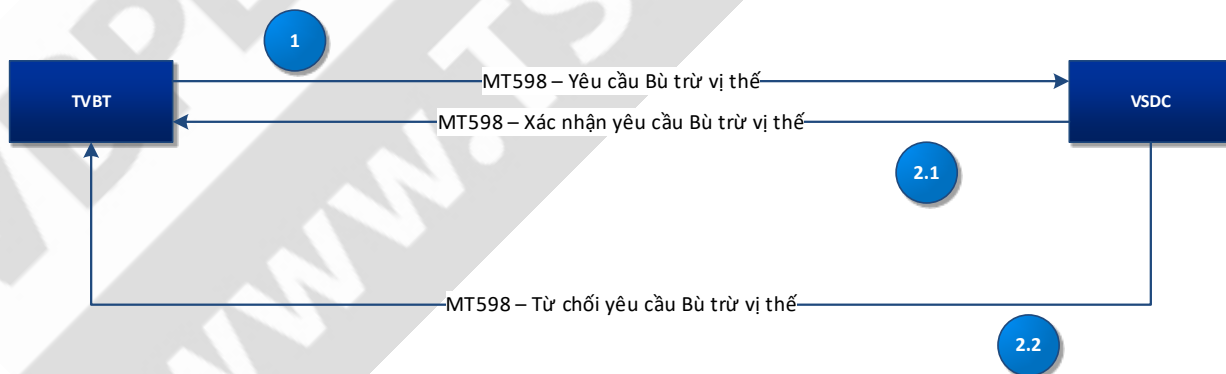 1
TVBT
MT598 – Yêu cầu Bù trừ vị thế
VSDC
MT598 – Xác nhận yêu cầu Bù trừ vị thế
2.1
MT598 – Từ chối yêu cầu Bù trừ vị thế
2.2